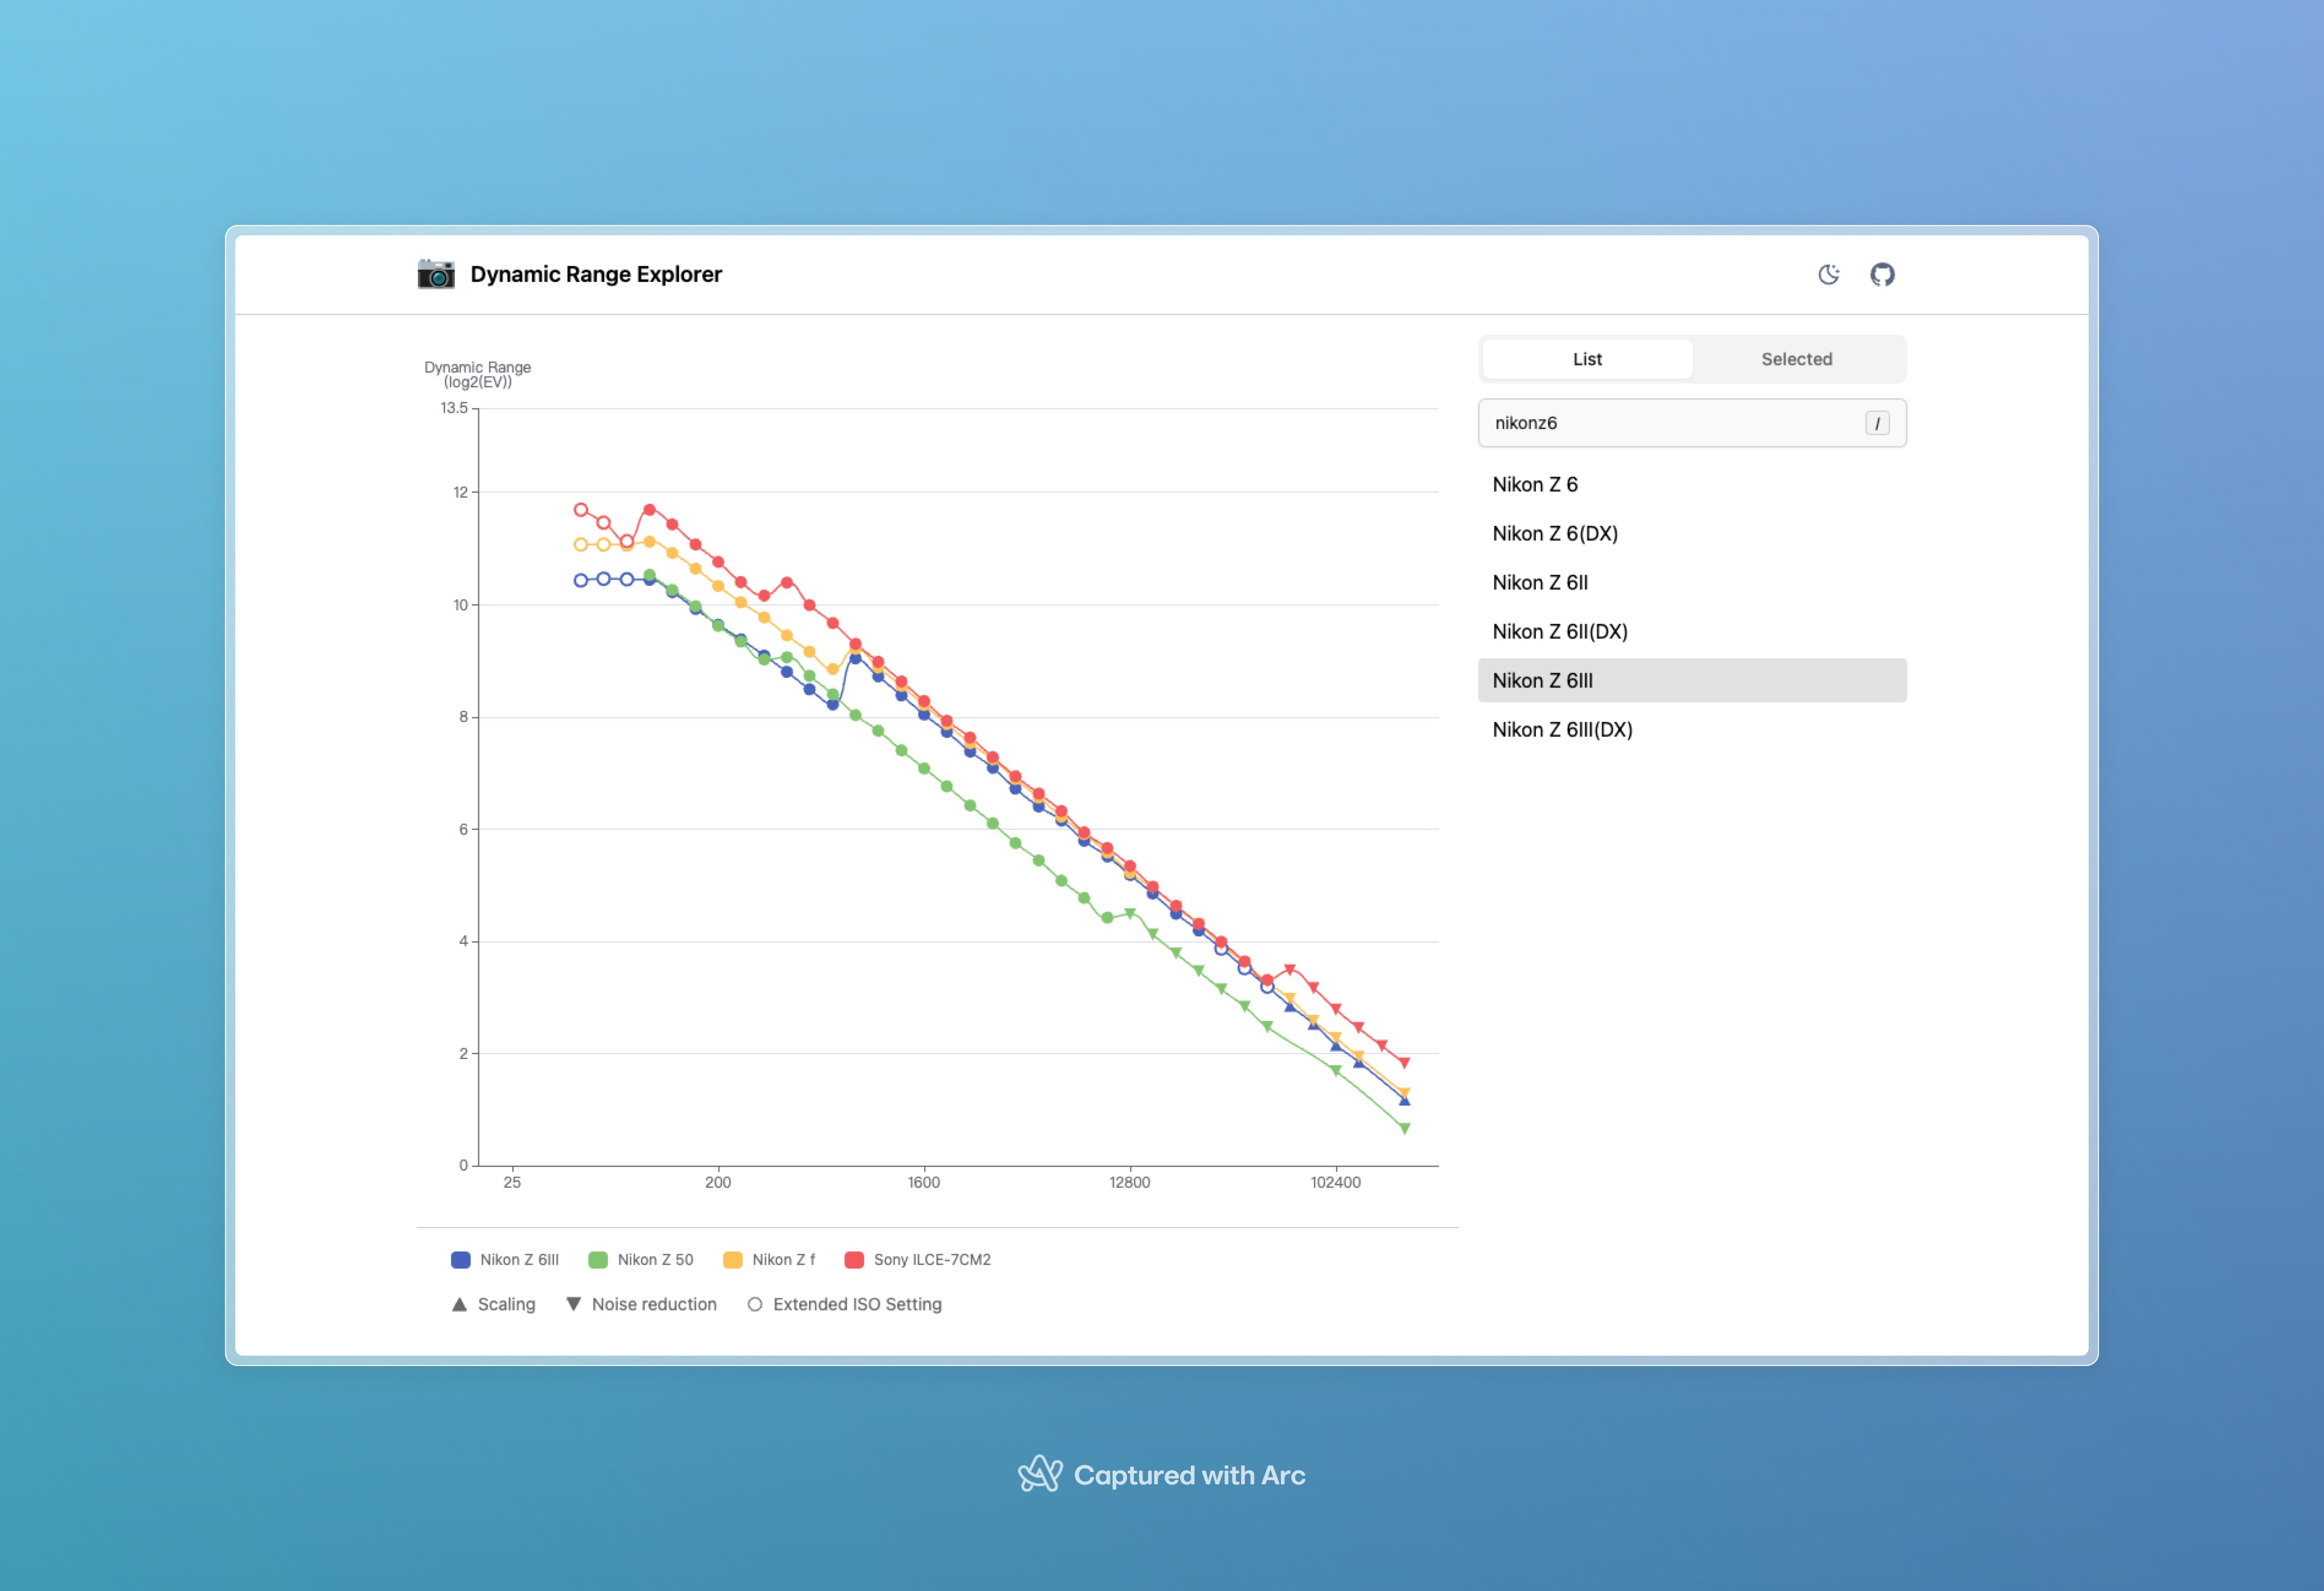 Dynamic Range Explorer
Dynamic Range
(log2(EV))
13.5
12
10
8
6
4
2
0
25 200 1600 12800 102400
Nikon Z 6III Nikon Z 50 Nikon Z f Sony ILCE-7CM2
Scaling Noise reduction Extended ISO Setting
List Selected
nikonz6 /
Nikon Z 6
Nikon Z 6(DX)
Nikon Z 6II
Nikon Z 6II(DX)
Nikon Z 6III
Nikon Z 6III(DX)
Captured with Arc